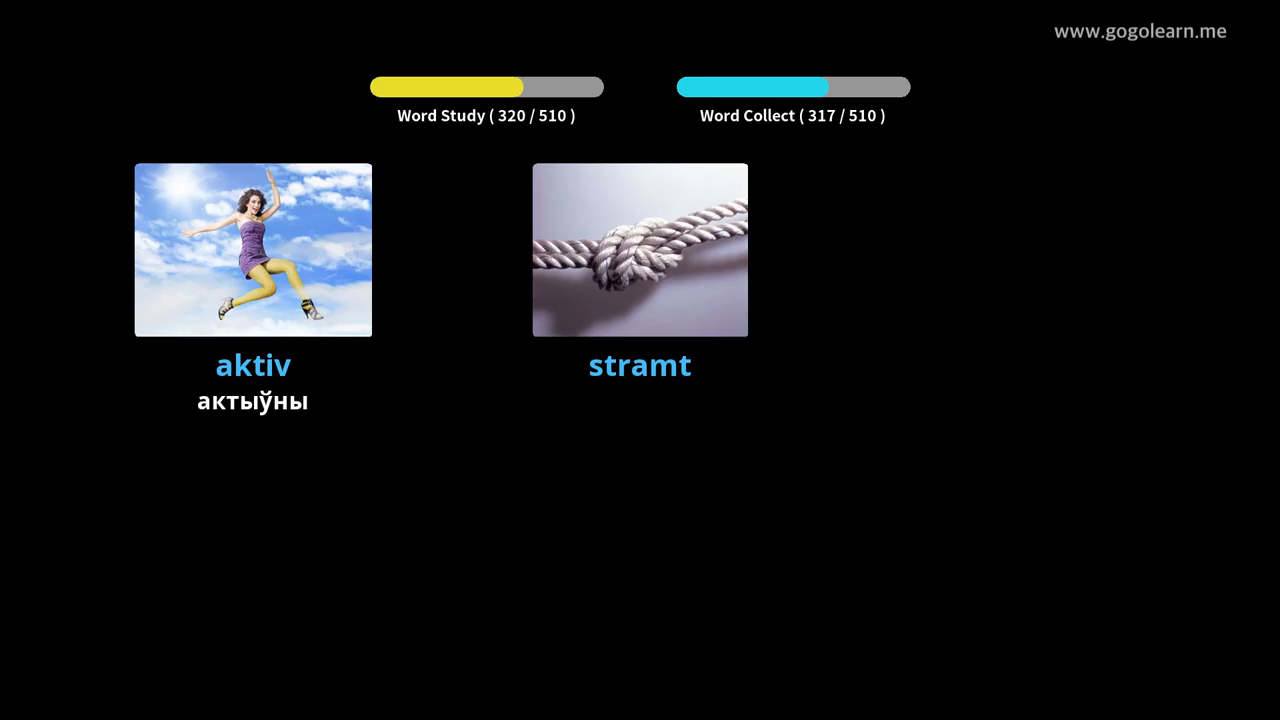 www.gogolearn.me
Word Study ( 320 / 510 )
Word Collect ( 317 / 510 )
aktiv
актыўны
stramt